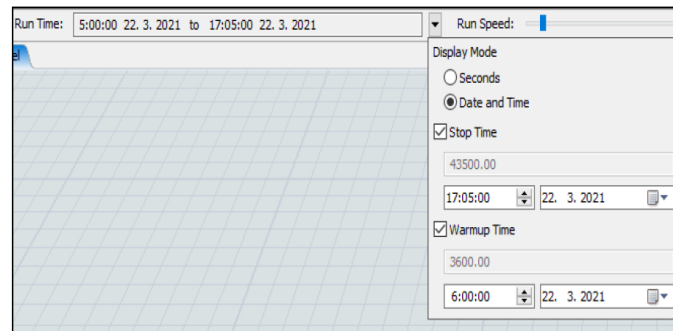 Run Time: 5:00:00 22. 3. 2021 to 17:05:00 22. 3. 2021 Run Speed:
el
Display Mode
Seconds
Date and Time
Stop Time
43500.00
17:05:00 22. 3. 2021
Warmup Time
3600.00
6:00:00 22. 3. 2021